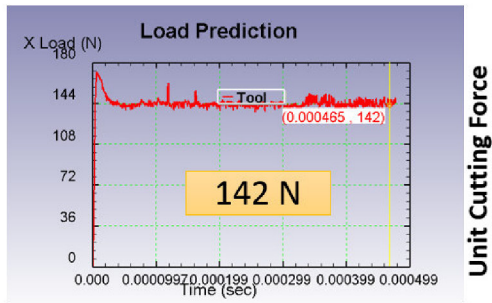 Load Prediction
X Load (N)
180
144
108
72
36
0
Tool
(0.000465 , 142)
142 N
0.000 0.0000997 0.000199 0.000299 0.000399 0.000499
Time (sec)
Unit Cutting Force